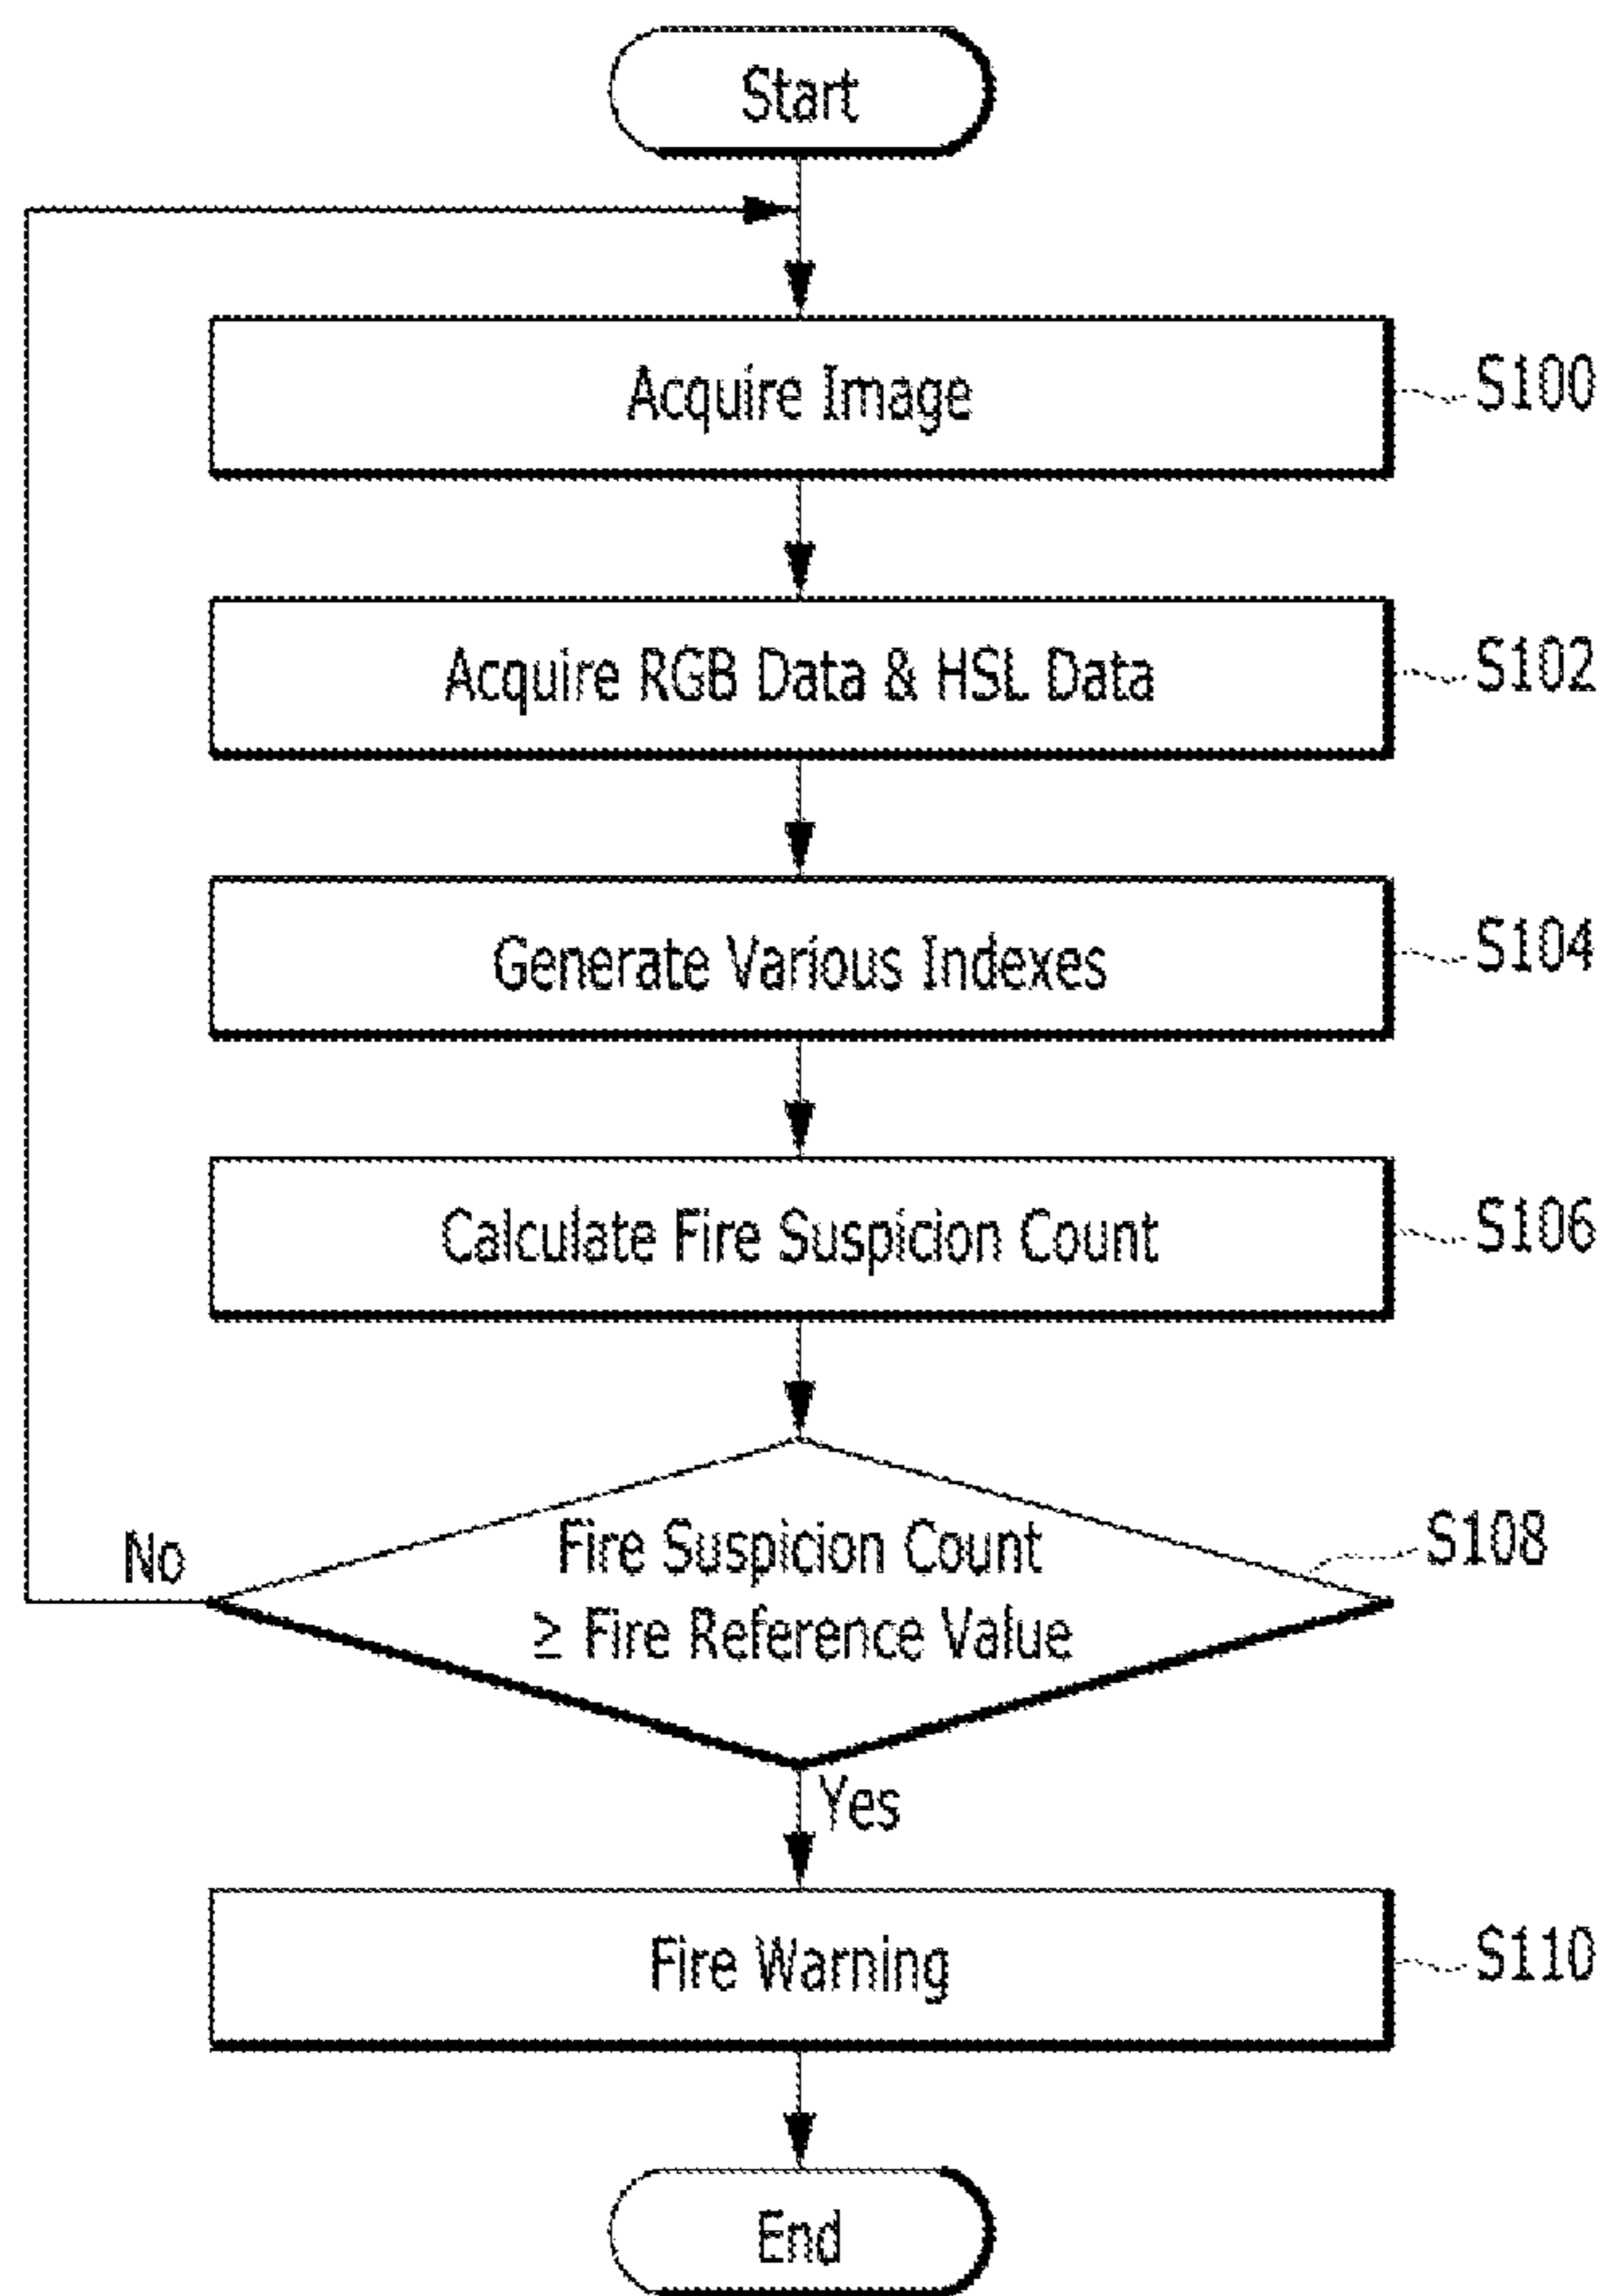 Start
Acquire Image
S100
Acquire RGB Data & HSL Data
S102
Generate Various Indexes
S104
Calculate Fire Suspicion Count
S106
Fire Suspicion Count
≥ Fire Reference Value
S108
No
Yes
Fire Warning
S110
End